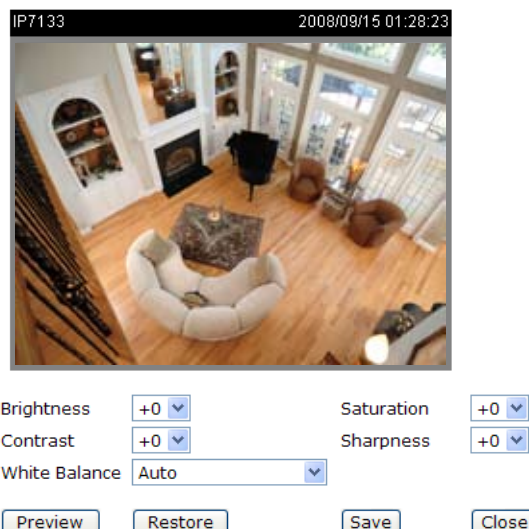 IP7133 2008/09/15 01:28:23
Brightness +0 Saturation +0
Contrast +0 Sharpness +0
White Balance Auto
Preview Restore Save Close